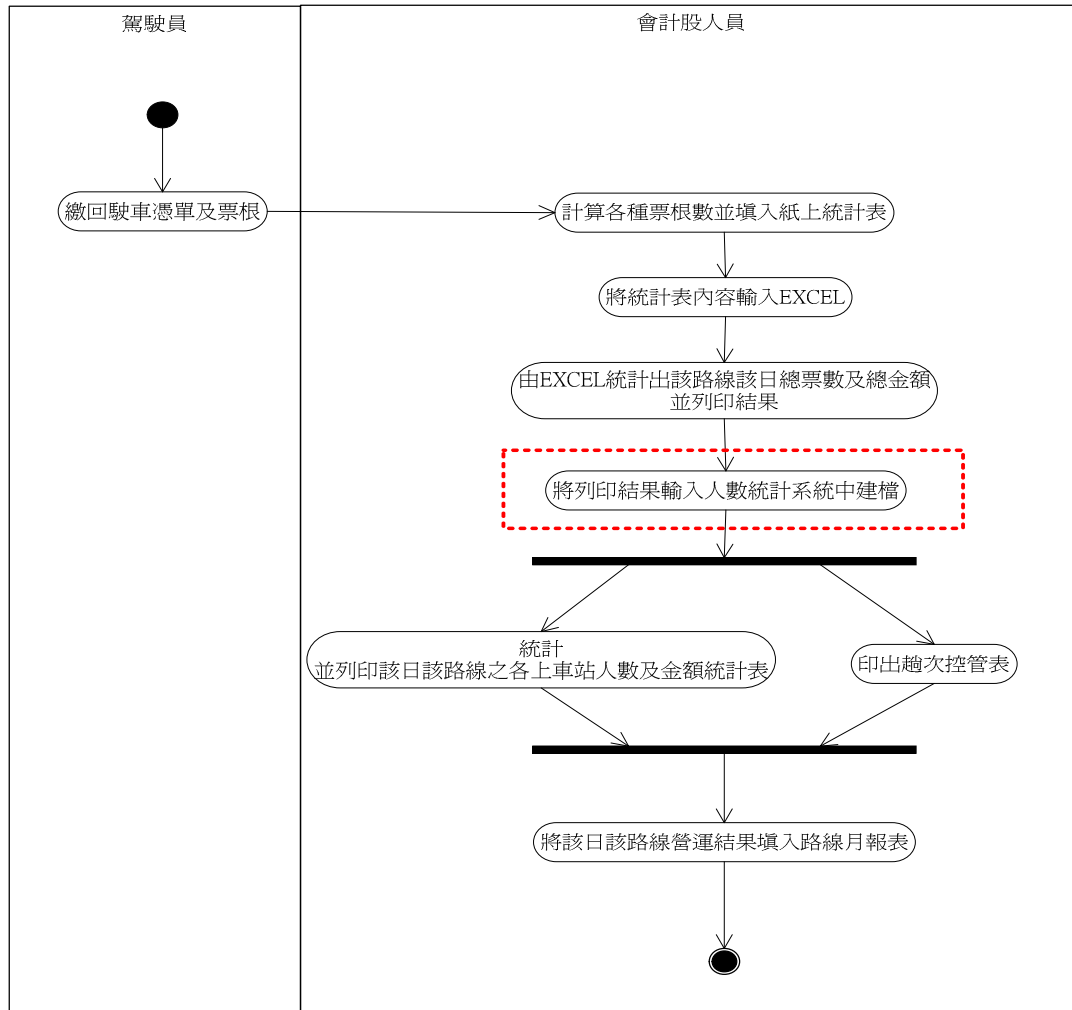 駕駛員
會計股人員
繳回駛車憑單及票根
計算各種票根數並填入紙上統計表
將統計表內容輸入EXCEL
由EXCEL統計出該路線該日總票數及總金額
並列印結果
將列印結果輸入人數統計系統中建檔
統計
並列印該日該路線之各上車站人數及金額統計表
印出趟次控管表
將該日該路線營運結果填入路線月報表